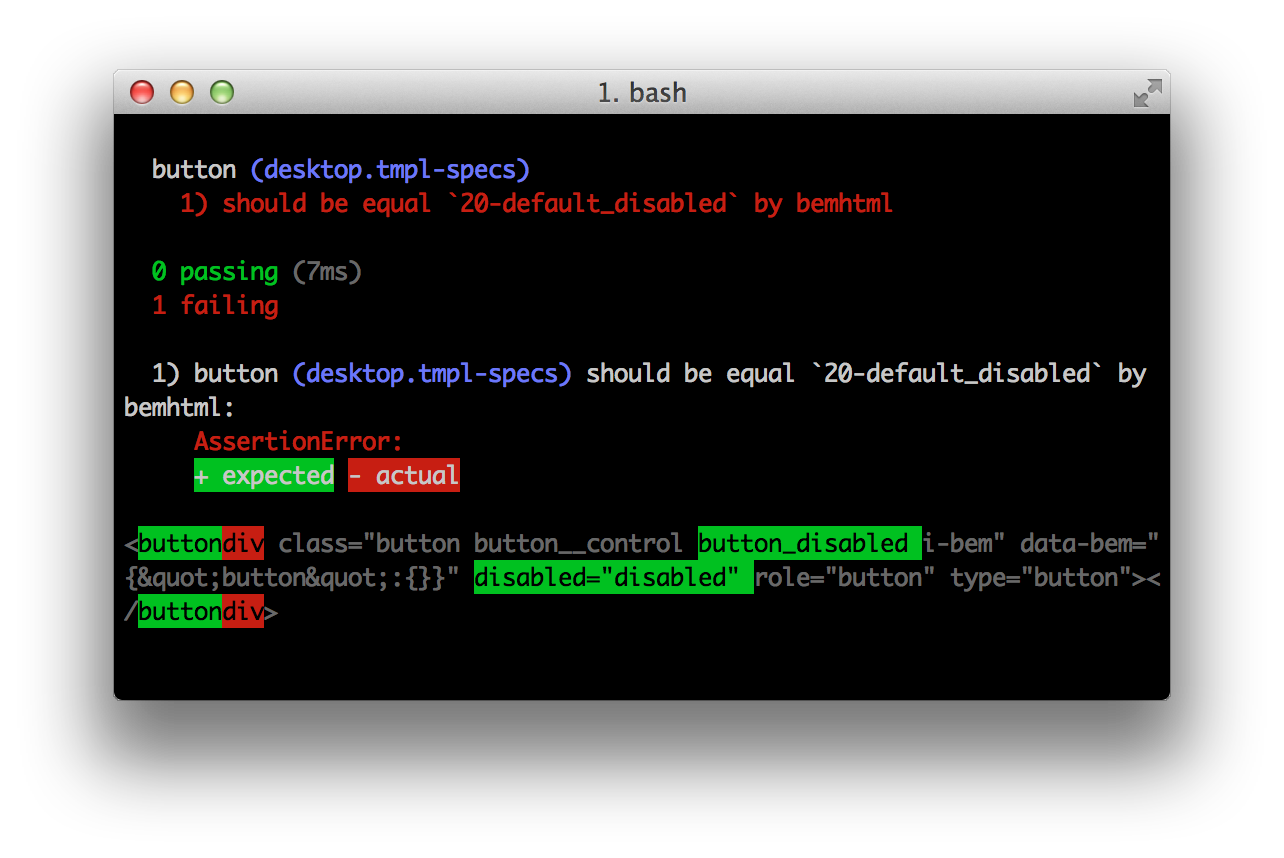 1. bash
button (desktop.tmpl-specs)
1) should be equal `20-default_disabled` by bemhtml
0 passing (7ms)
1 failing
1) button (desktop.tmpl-specs) should be equal `20-default_disabled` by
bemhtml:
AssertionError:
+ expected - actual
<buttondiv class="button button__control button_disabled i-bem" data-bem="
{&quot;button&quot;:{}}" disabled="disabled" role="button" type="button"><
/buttondiv>